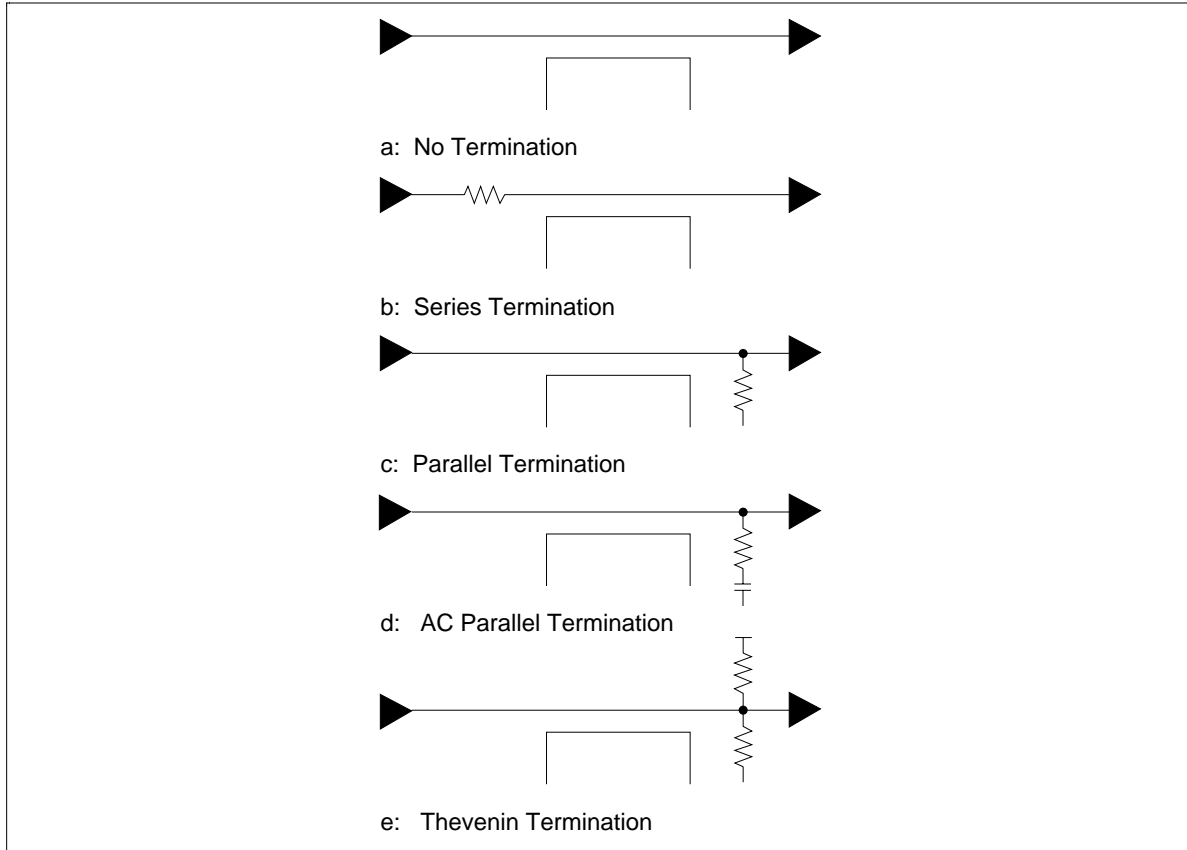 a: No Termination
b: Series Termination
c: Parallel Termination
d: AC Parallel Termination
e: Thevenin Termination